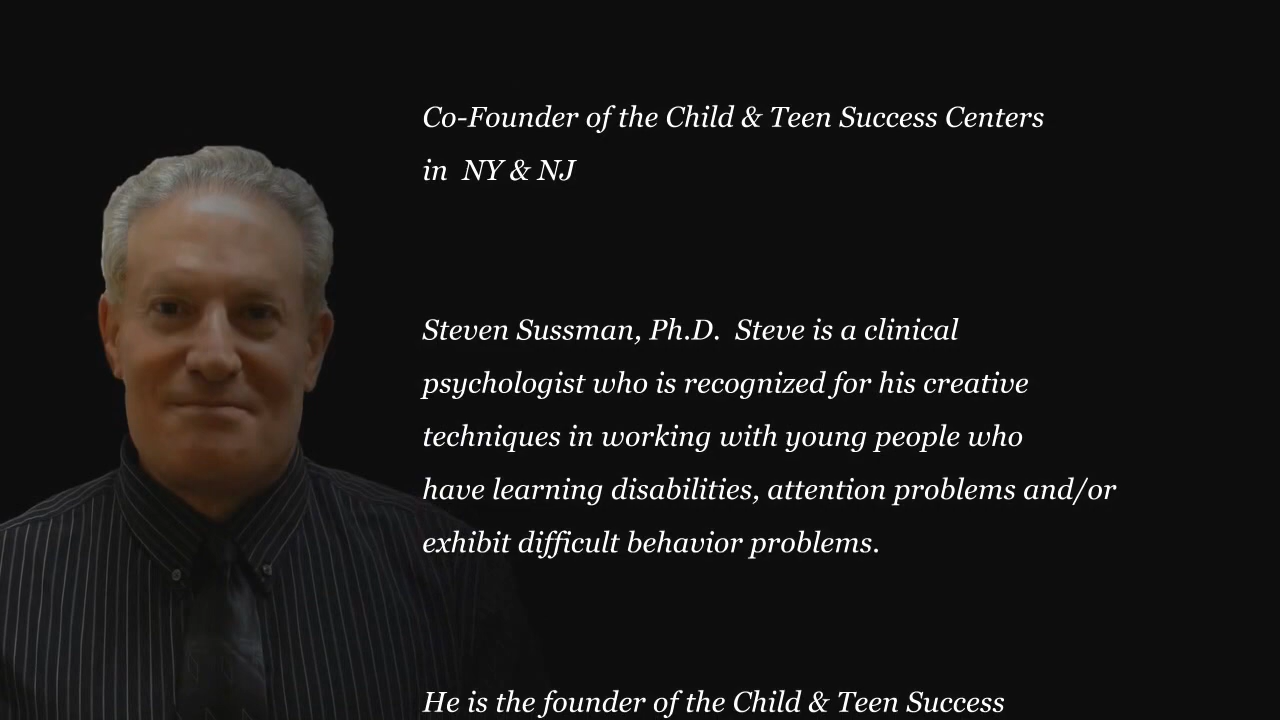 Co-Founder of the Child & Teen Success Centers
in NY & NJ
Steven Sussman, Ph.D. Steve is a clinical
psychologist who is recognized for his creative
techniques in working with young people who
have learning disabilities, attention problems and/or
exhibit difficult behavior problems.
He is the founder of the Child & Teen Success